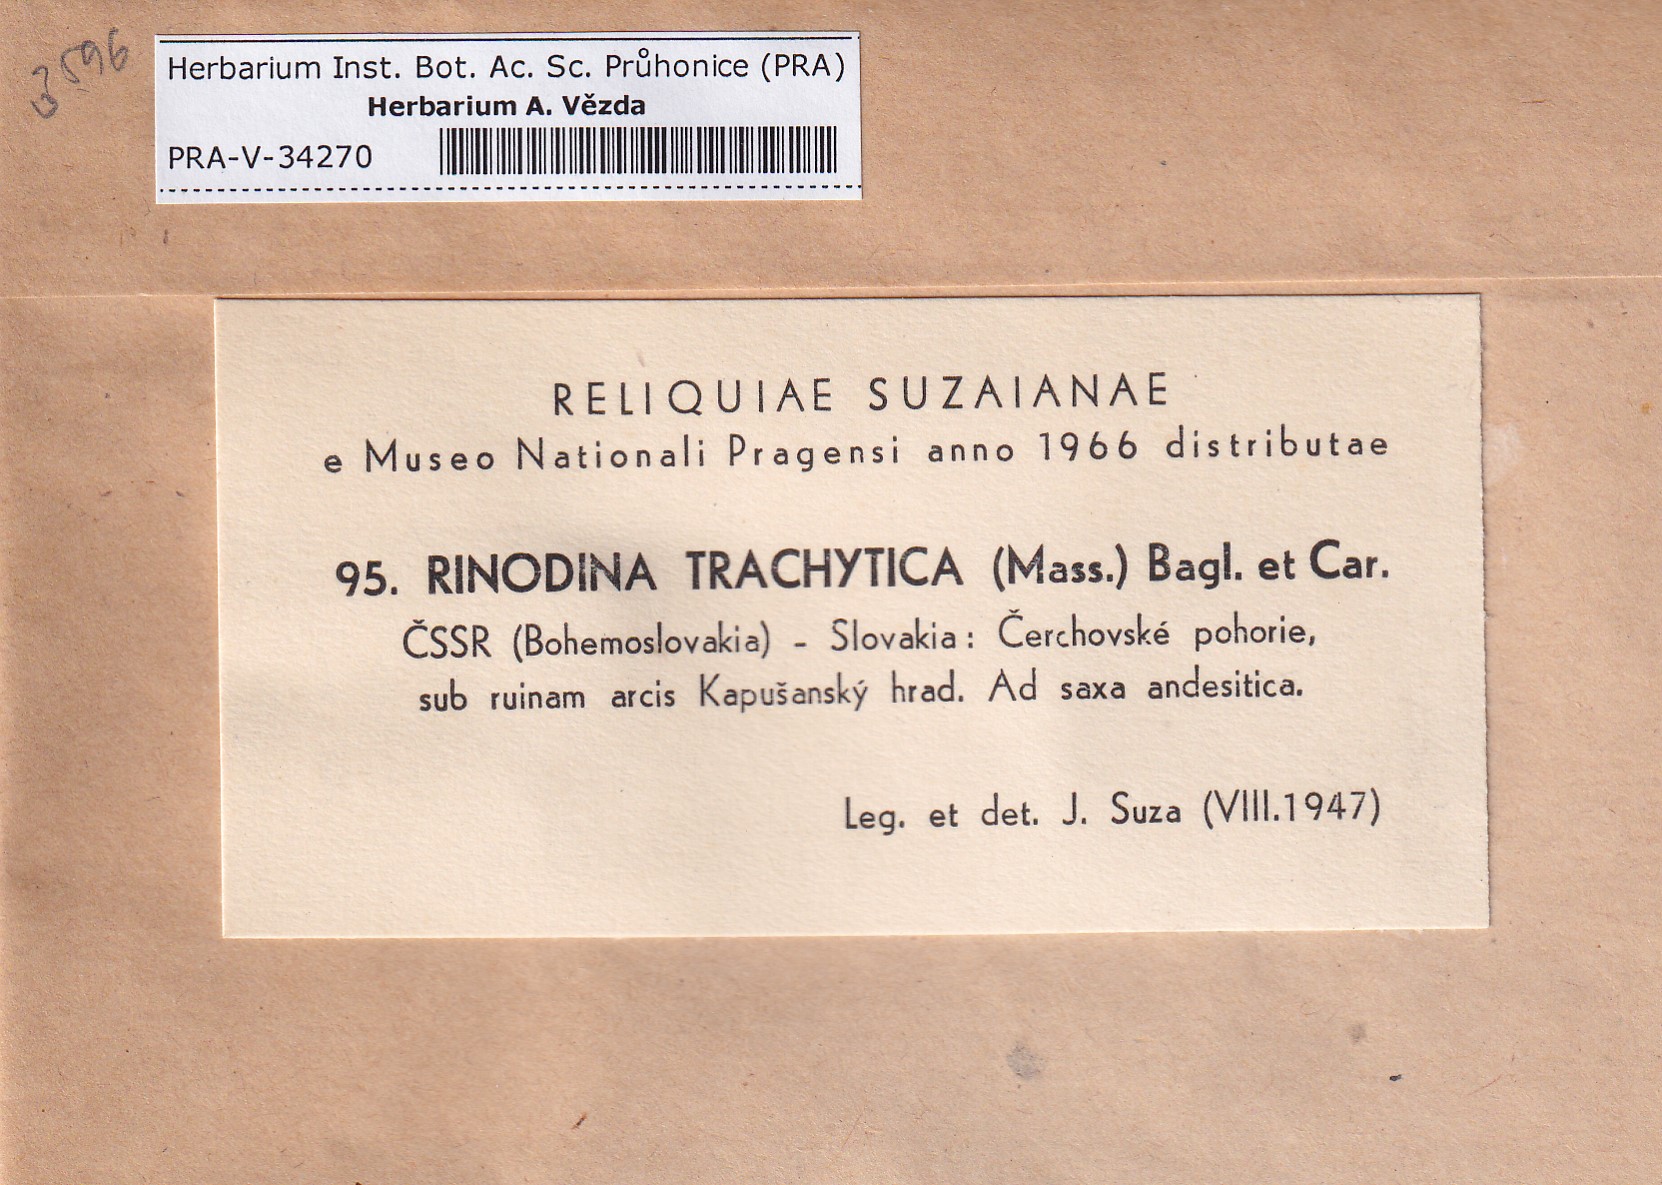 3596
Herbarium Inst. Bot. Ac. Sc. Průhonice (PRA)
Herbarium A. Vězda
PRA-V-34270
RELIQUIAE SUZAIANAE
e Museo Nationali Pragensi anno 1966 distributae
95. RINODINA TRACHYTICA (Mass.) Bagl. et Car.
ČSSR (Bohemoslovakia) - Slovakia: Čerchovské pohorie,
sub ruinam arcis Kapušanský hrad. Ad saxa andesitica.
Leg. et det. J. Suza (VIII.1947)